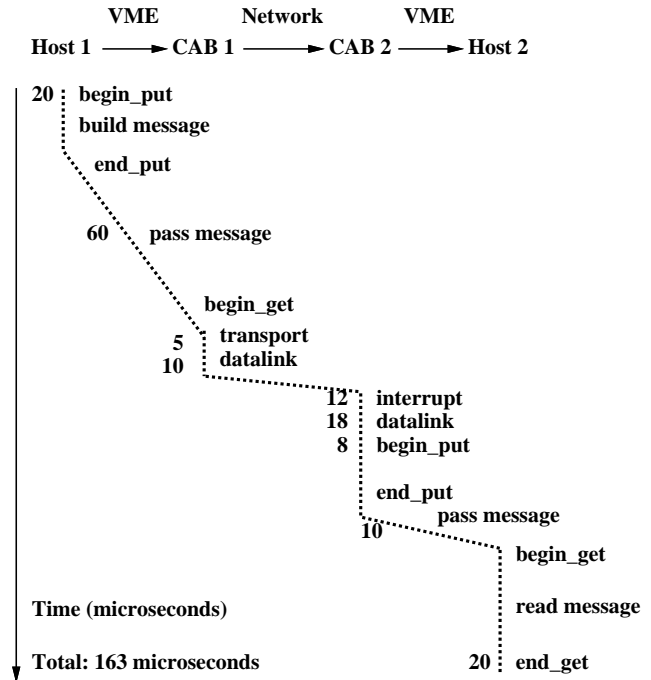 VME Network VME
Host 1 CAB 1 CAB 2 Host 2
20 begin_put
build message
end_put
60 pass message
begin_get
5 transport
10 datalink
12 interrupt
18 datalink
8 begin_put
end_put
pass message
10
begin_get
Time (microseconds) read message
Total: 163 microseconds 20 end_get